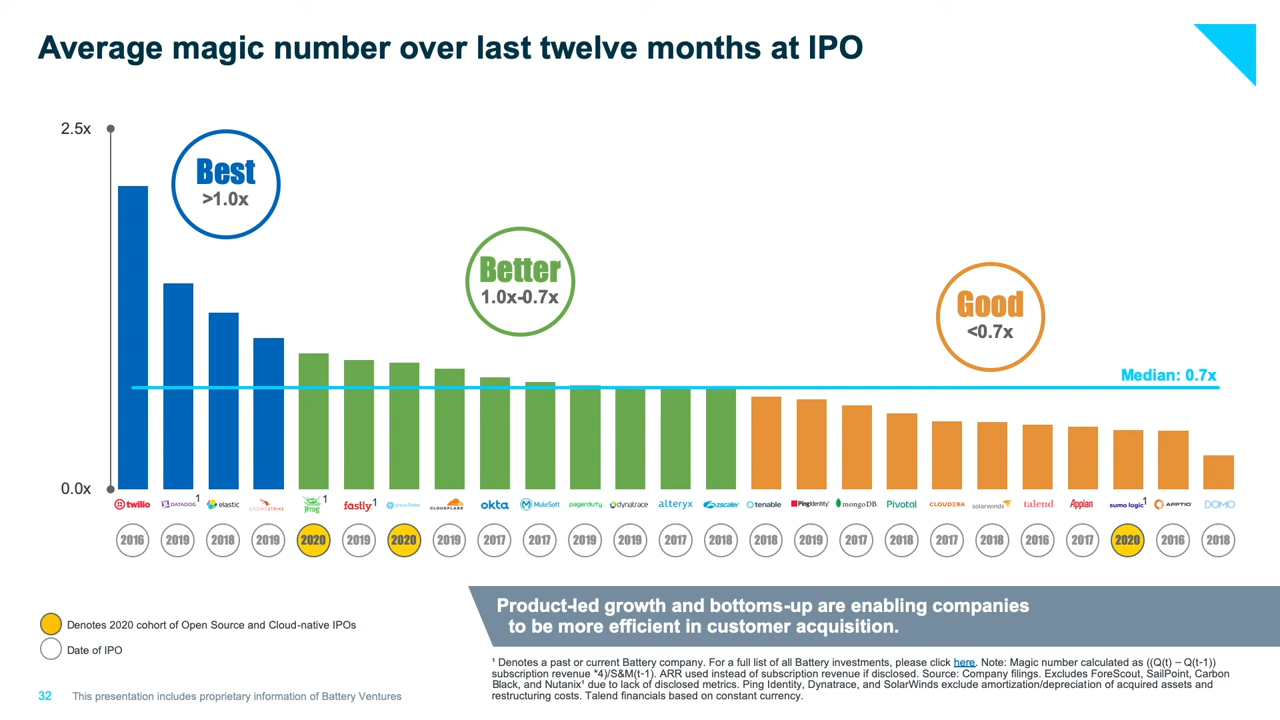 Average magic number over last twelve months at IPO
2.5x
Best
>1.0x
Better
1.0x-0.7x
Good
<0.7x
Median: 0.7x
0.0x
twilio DATADOG¹ elastic CROWDSTRIKE JFrog¹ fastly¹ snowflake CLOUDFLARE okta MuleSoft pagerduty dynatrace alteryx zscaler tenable PingIdentity mongoDB. Pivotal CLOUDERA solarwinds talend Appian sumo logic¹ APPTIO DOMO
2016 2019 2018 2019 2020 2019 2020 2019 2017 2017 2019 2019 2017 2018 2018 2019 2017 2018 2017 2018 2016 2017 2020 2016 2018
Product-led growth and bottoms-up are enabling companies
to be more efficient in customer acquisition.
Denotes 2020 cohort of Open Source and Cloud-native IPOs
Date of IPO
¹ Denotes a past or current Battery company. For a full list of all Battery investments, please click here. Note: Magic number calculated as ((Q(t) – Q(t-1))
subscription revenue *4)/S&M(t-1). ARR used instead of subscription revenue if disclosed. Source: Company filings. Excludes ForeScout, SailPoint, Carbon
Black, and Nutanix¹ due to lack of disclosed metrics. Ping Identity, Dynatrace, and SolarWinds exclude amortization/depreciation of acquired assets and
restructuring costs. Talend financials based on constant currency.
32 This presentation includes proprietary information of Battery Ventures